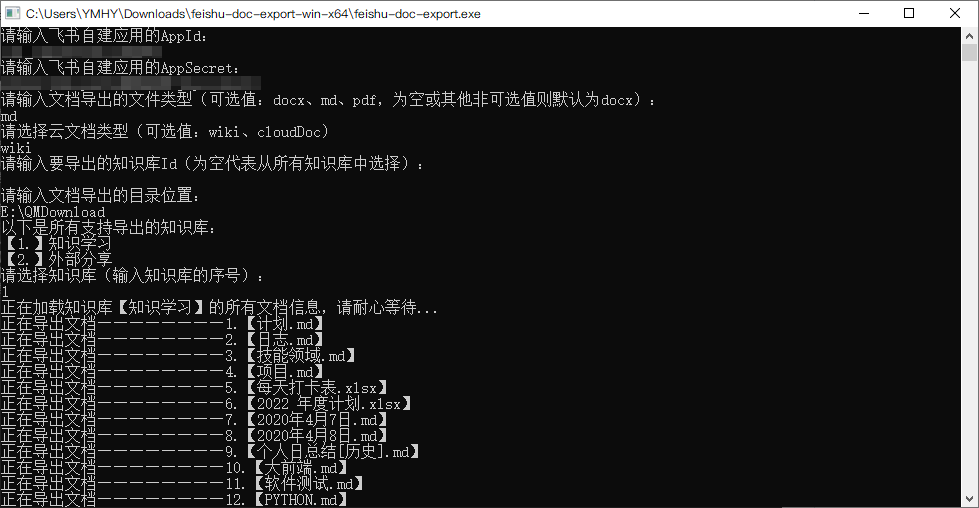 C:\Users\YMHY\Downloads\feishu-doc-export-win-x64\feishu-doc-export.exe
请输入飞书自建应用的AppId：
请输入飞书自建应用的AppSecret：
请输入文档导出的文件类型（可选值：docx、md、pdf，为空或其他非可选值则默认为docx）：
md
请选择云文档类型（可选值：wiki、cloudDoc）
wiki
请输入要导出的知识库Id（为空代表从所有知识库中选择）：
请输入文档导出的目录位置：
E:\QMDownload
以下是所有支持导出的知识库：
【1.】知识学习
【2.】外部分享
请选择知识库（输入知识库的序号）：
1
正在加载知识库【知识学习】的所有文档信息，请耐心等待...
正在导出文档————————1.【计划.md】
正在导出文档————————2.【日志.md】
正在导出文档————————3.【技能领域.md】
正在导出文档————————4.【项目.md】
正在导出文档————————5.【每天打卡表.xlsx】
正在导出文档————————6.【2022 年度计划.xlsx】
正在导出文档————————7.【2020年4月7日.md】
正在导出文档————————8.【2020年4月8日.md】
正在导出文档————————9.【个人日总结[历史].md】
正在导出文档————————10.【大前端.md】
正在导出文档————————11.【软件测试.md】
正在导出文档————————12.【PYTHON.md】